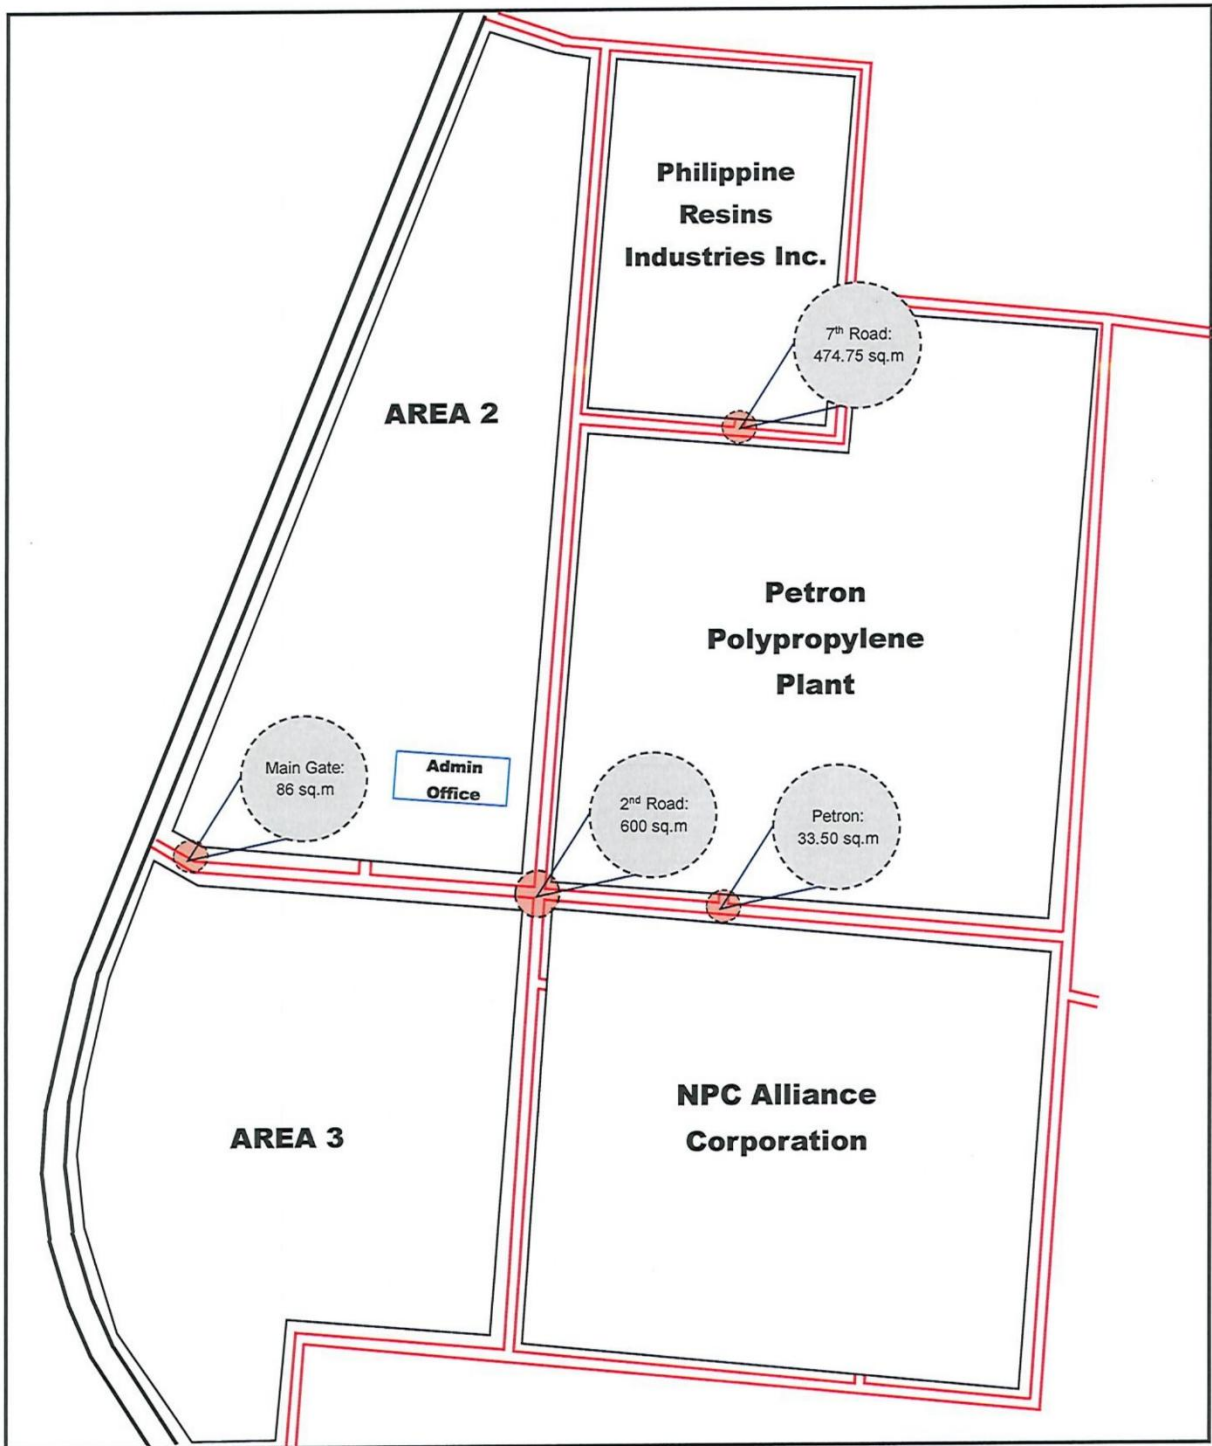 Philippine
Resins
Industries Inc.
7th Road:
474.75 sq.m
AREA 2
Petron
Polypropylene
Plant
Main Gate:
86 sq.m
Admin
Office
2nd Road:
600 sq.m
Petron:
33.50 sq.m
NPC Alliance
Corporation
AREA 3